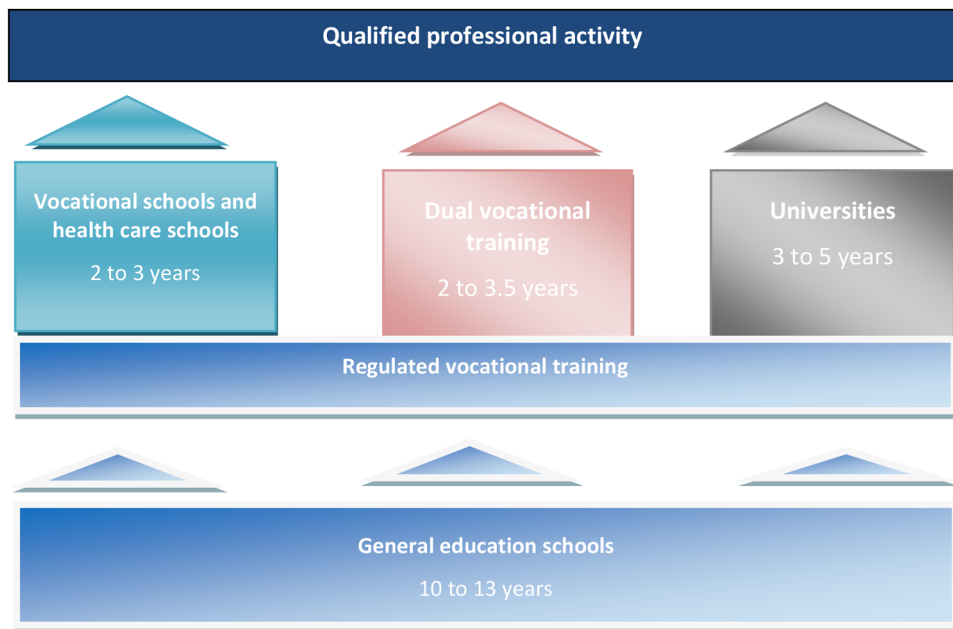 Qualified professional activity
Vocational schools and
health care schools
2 to 3 years
Dual vocational
training
2 to 3.5 years
Universities
3 to 5 years
Regulated vocational training
General education schools
10 to 13 years